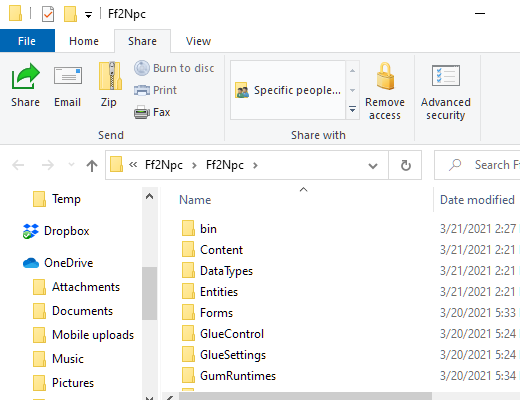 Ff2Npc
File Home Share View
Share Email Zip Burn to disc Print Fax Specific people... Remove access Advanced security
Send Share with
« Ff2Npc > Ff2Npc > Search F
Name Date modified
Temp
Dropbox
OneDrive
Attachments
Documents
Mobile uploads
Music
Pictures
bin 3/21/2021 2:27
Content 3/21/2021 2:21
DataTypes 3/21/2021 2:21
Entities 3/21/2021 2:21
Forms 3/20/2021 5:33
GlueControl 3/20/2021 5:24
GlueSettings 3/20/2021 5:24
GumRuntimes 3/20/2021 5:34